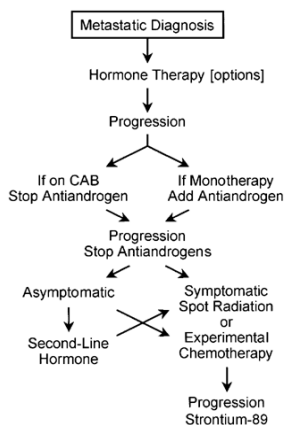 Metastatic Diagnosis
Hormone Therapy [options]
Progression
If on CAB
Stop Antiandrogen
If Monotherapy
Add Antiandrogen
Progression
Stop Antiandrogens
Asymptomatic
Second-Line
Hormone
Symptomatic
Spot Radiation
or
Experimental
Chemotherapy
Progression
Strontium-89